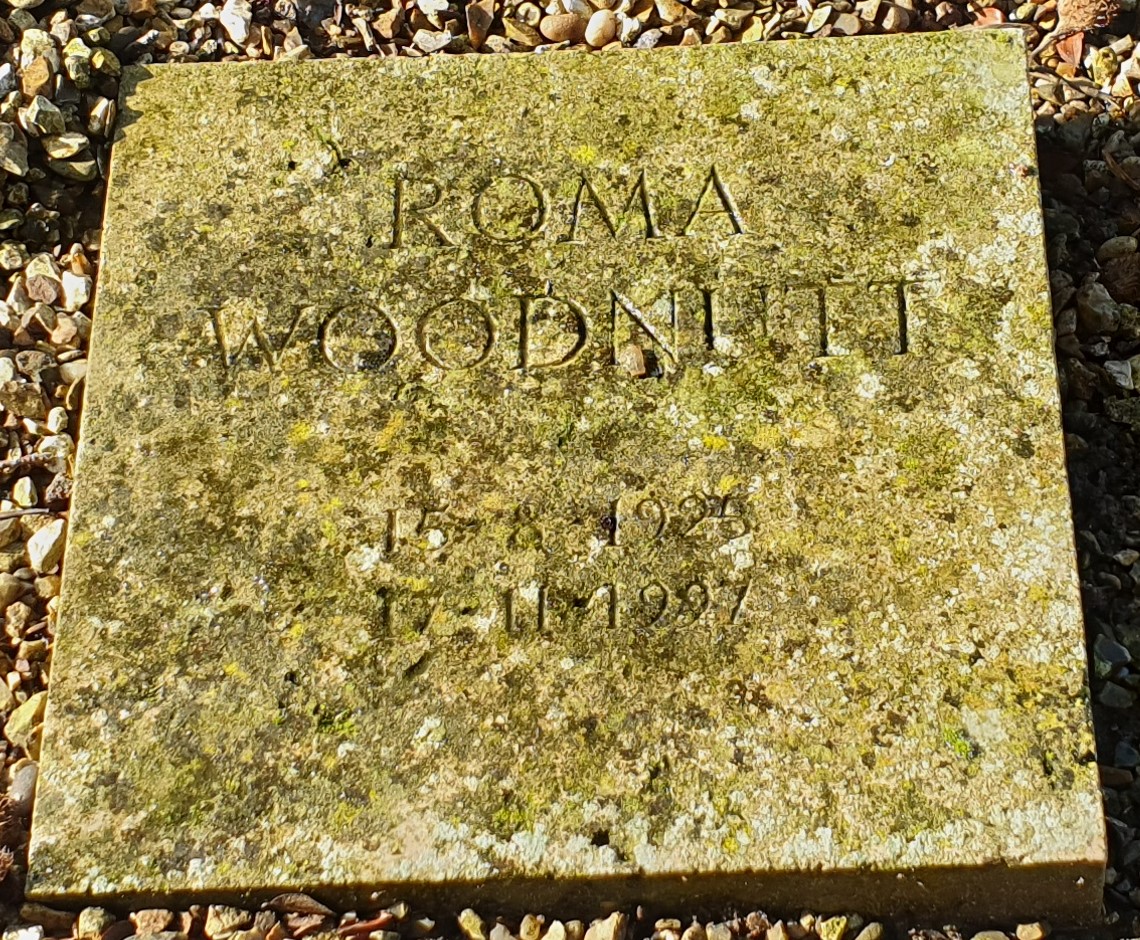 ROMA
WOODNUTT
15 · 8 · 1925
17 · 11 · 1997